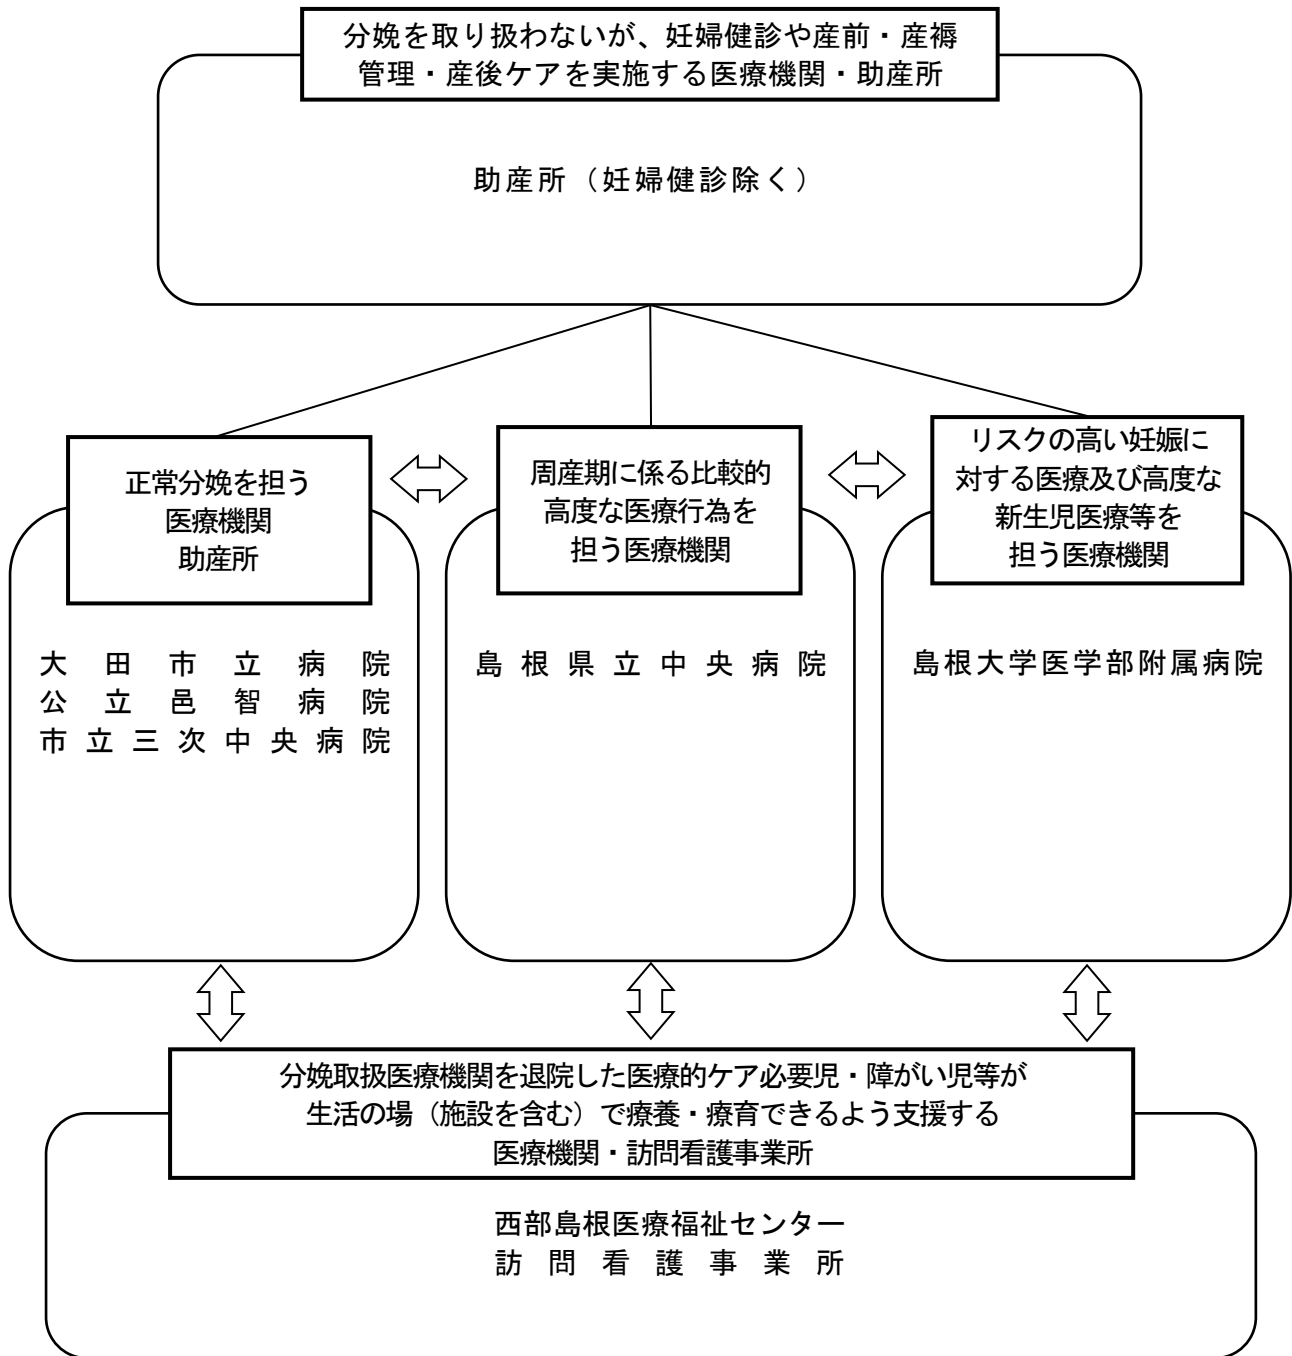 分娩を取り扱わないが、妊婦健診や産前・産褥
管理・産後ケアを実施する医療機関・助産所
助産所（妊婦健診除く）
正常分娩を担う
医療機関
助産所
大田市立病院
公立邑智病院
市立三次中央病院
周産期に係る比較的
高度な医療行為を
担う医療機関
島根県立中央病院
リスクの高い妊娠に
対する医療及び高度な
新生児医療等を
担う医療機関
島根大学医学部附属病院
分娩取扱医療機関を退院した医療的ケア必要児・障がい児等が
生活の場（施設を含む）で療養・療育できるよう支援する
医療機関・訪問看護事業所
西部島根医療福祉センター
訪問看護事業所